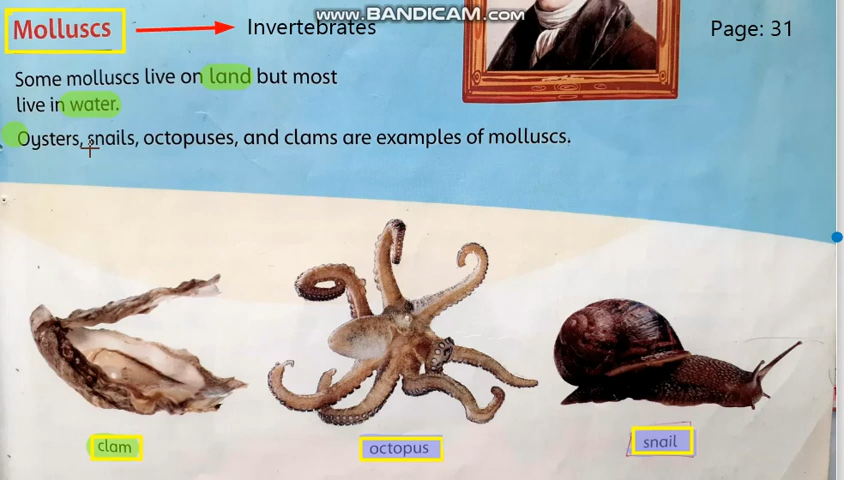 www.BANDICAM.com
Molluscs Invertebrates Page: 31
Some molluscs live on land but most
live in water.
Oysters, snails, octopuses, and clams are examples of molluscs.
clam octopus snail